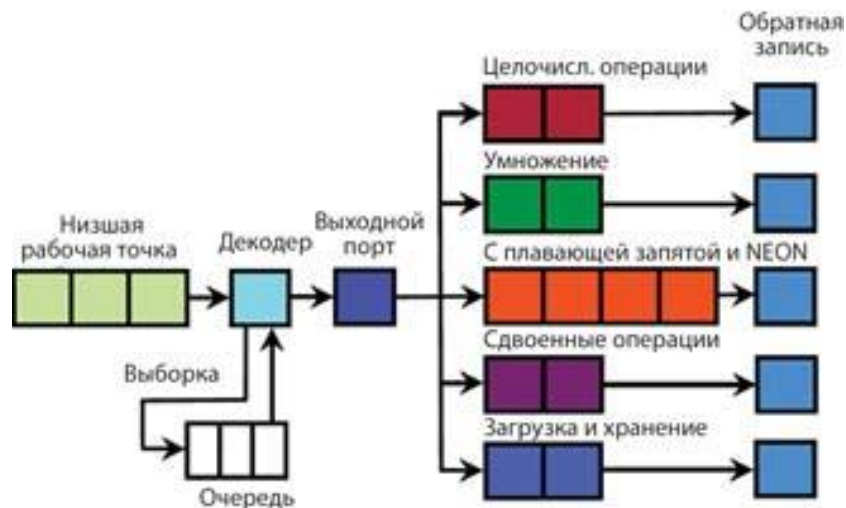 Обратная
запись
Целочисл. операции
Умножение
Низшая
рабочая точка
Декодер
Выходной
порт
С плавающей запятой и NEON
Выборка
Сдвоенные операции
Загрузка и хранение
Очередь